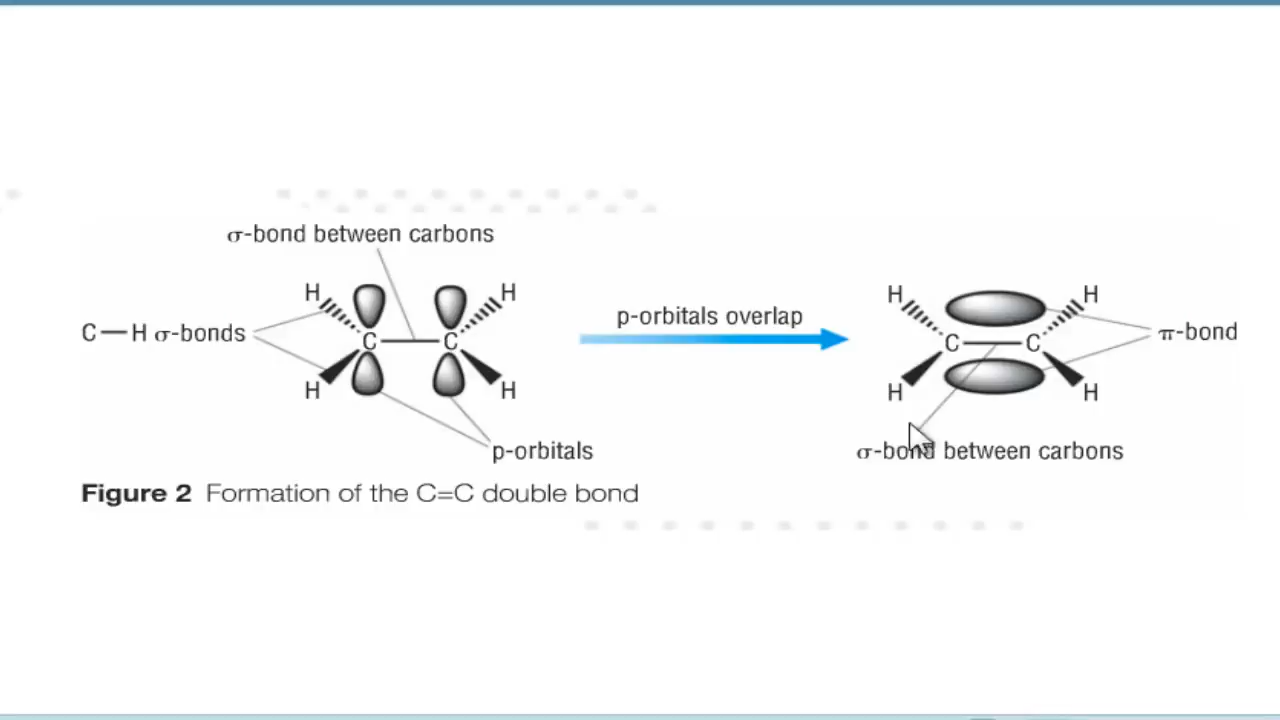 σ-bond between carbons
H
H
H
H
C—H σ-bonds
p-orbitals overlap
π-bond
C
C
C
C
H
H
H
H
p-orbitals
σ-bond between carbons
Figure 2 Formation of the C=C double bond